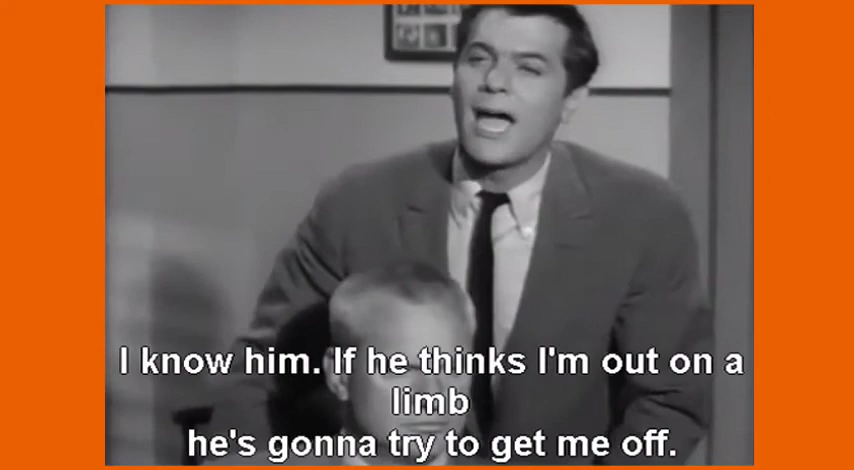 I know him. If he thinks I'm out on a
limb
he's gonna try to get me off.